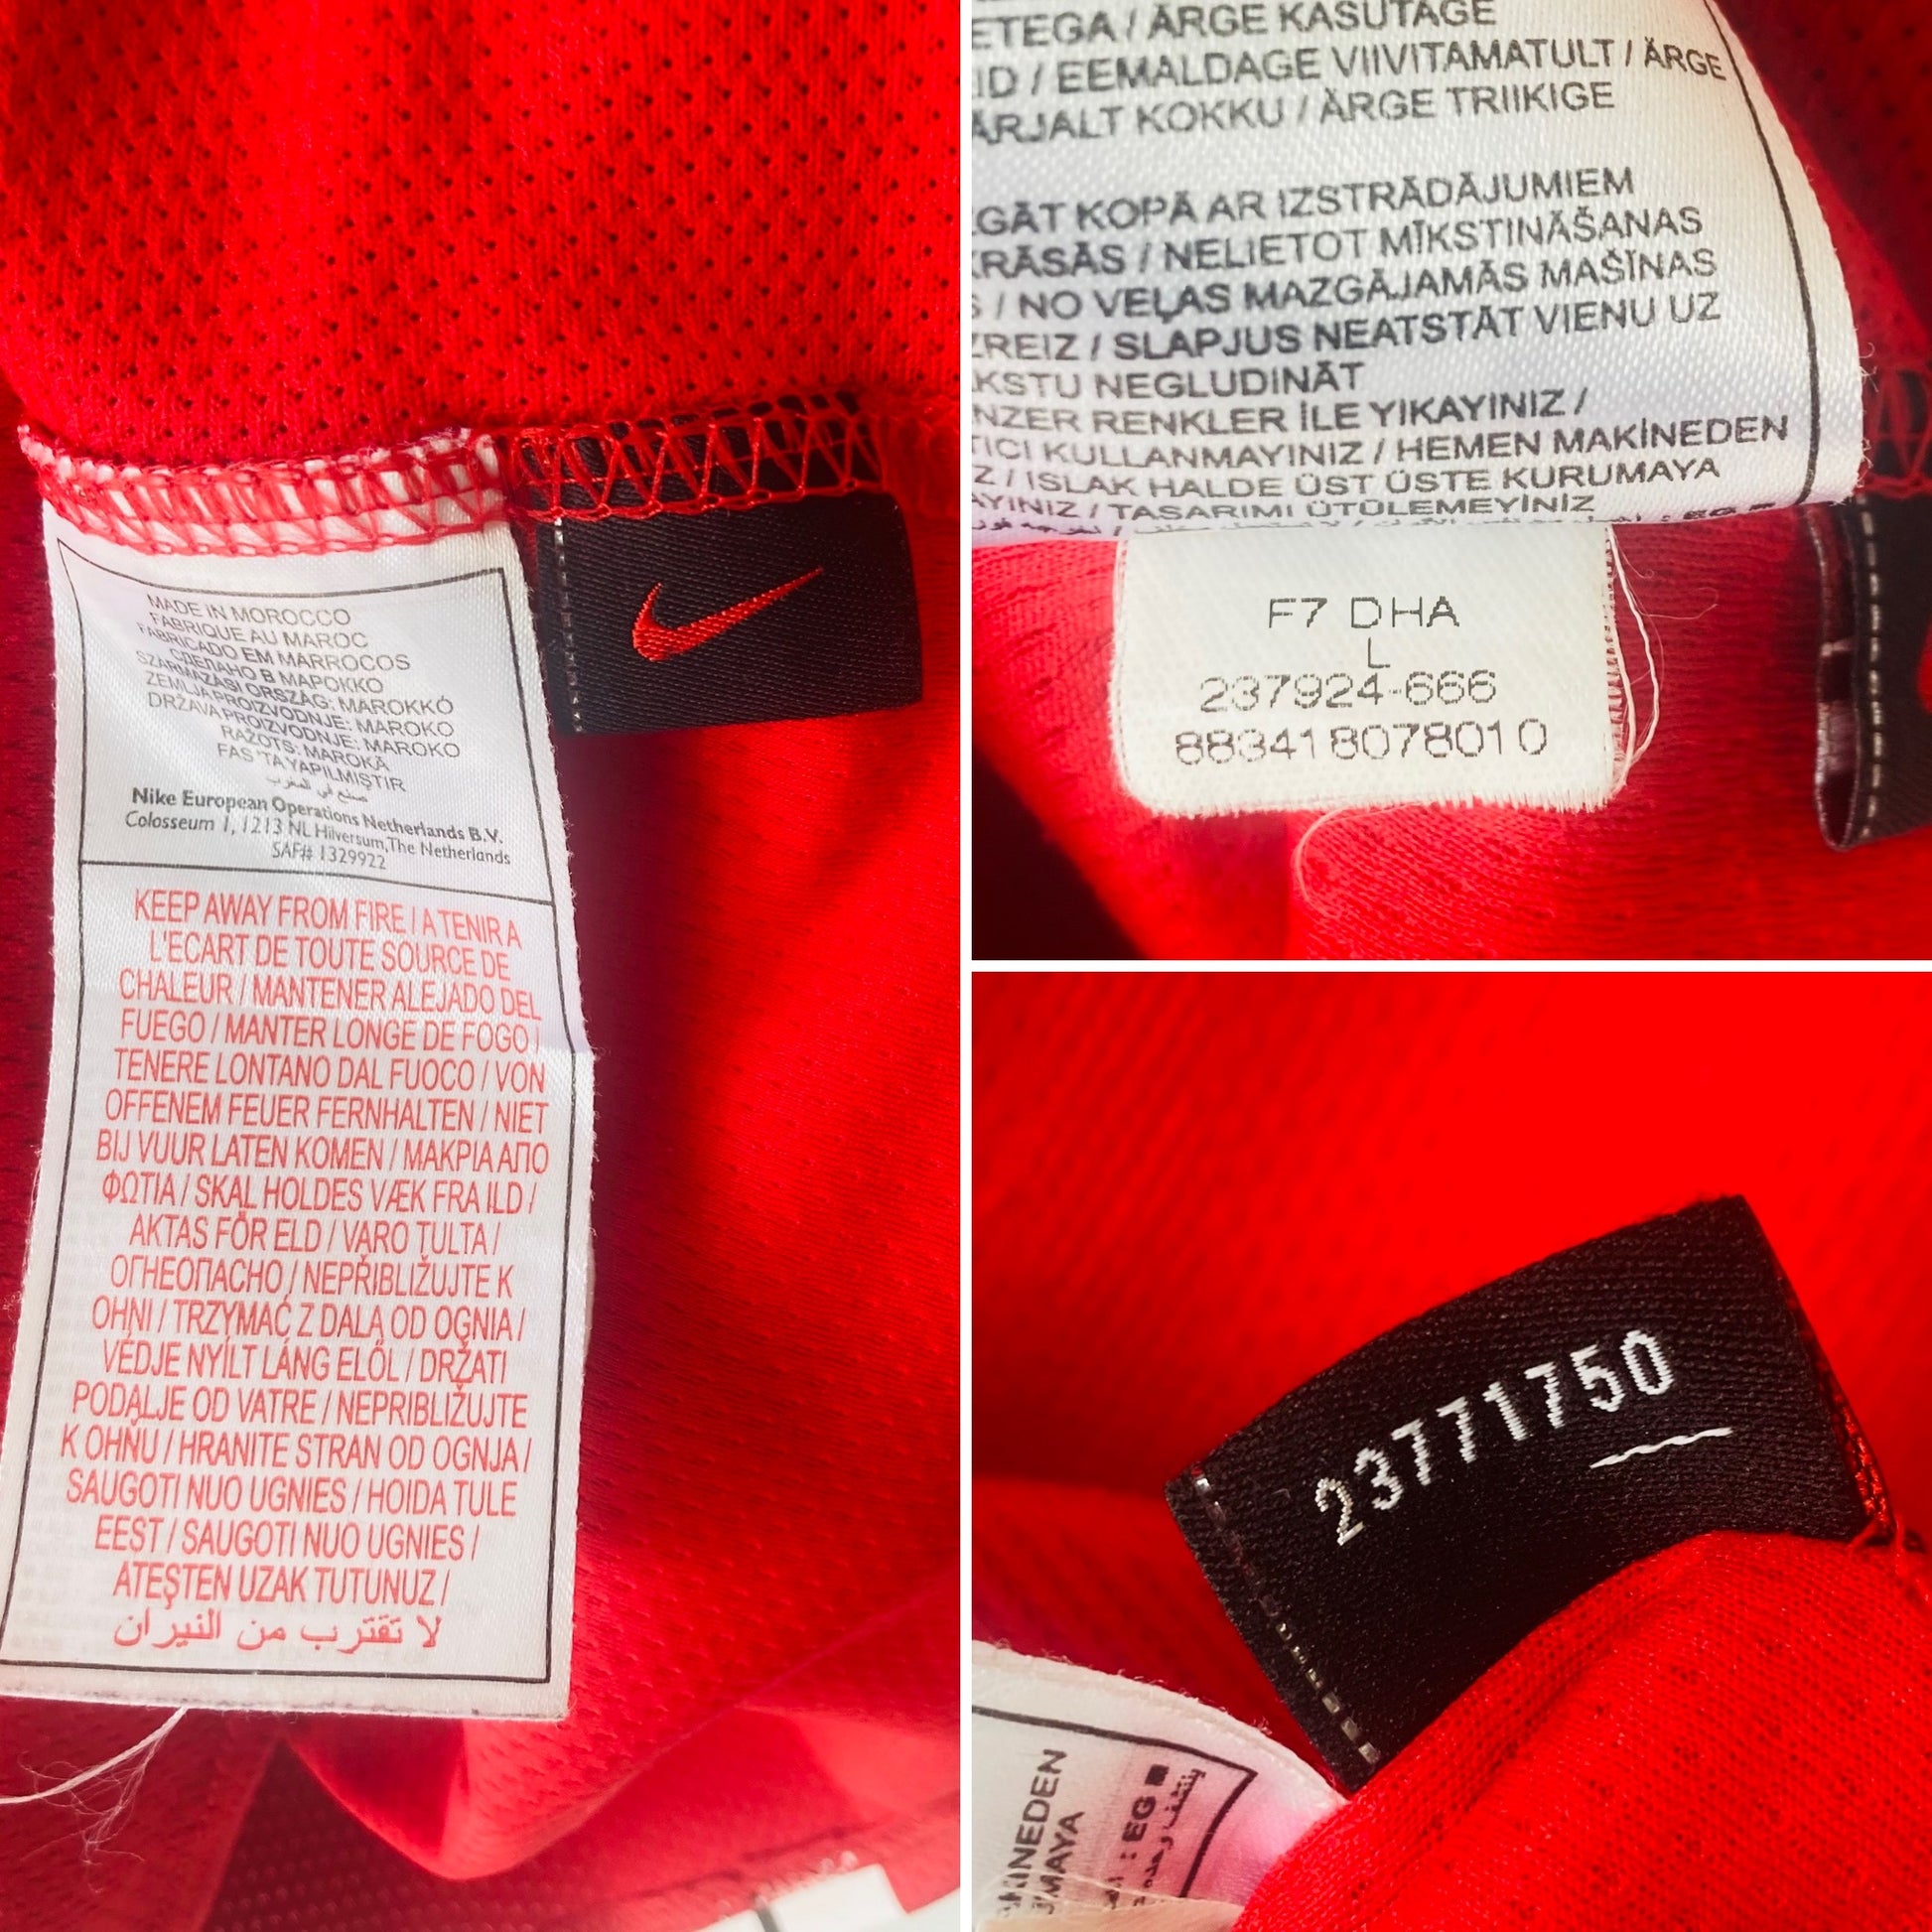 MADE IN MOROCCO
FABRIQUE AU MAROC
FABRICADO EM MARROCOS
СДЕЛАНО В МАРОККО
SZÁRMAZÁSI ORSZÁG: MAROKKÓ
ZEMLJA PROIZVODNJE: MAROKO
DRŽAVA PROIZVODNJE: MAROKO
RAŽOTS: MAROKĀ
FAS 'TA YAPILMIŞTIR
صنع في المغرب
Nike European Operations Netherlands B.V.
Colosseum 1, 1213 NL Hilversum, The Netherlands
SAF# 1329922
KEEP AWAY FROM FIRE / A TENIR A
L'ECART DE TOUTE SOURCE DE
CHALEUR / MANTENER ALEJADO DEL
FUEGO / MANTER LONGE DE FOGO /
TENERE LONTANO DAL FUOCO / VON
OFFENEM FEUER FERNHALTEN / NIET
BIJ VUUR LATEN KOMEN / ΜΑΚΡΙΑ ΑΠΟ
ΦΩΤΙΑ / SKAL HOLDES VÆK FRA ILD /
AKTAS FÖR ELD / VARO TULTA /
ОГНЕОПАСНО / NEPŘIBLIŽUJTE K
OHNI / TRZYMAĆ Z DALA OD OGNIA /
VÉDJE NYÍLT LÁNG ELŐL / DRŽATI
PODALJE OD VATRE / NEPRIBLIŽUJTE
K OHŇU / HRANITE STRAN OD OGNJA /
SAUGOTI NUO UGNIES / HOIDA TULE
EEST / SAUGOTI NUO UGNIES /
ATEŞTEN UZAK TUTUNUZ /
لا تقترب من النيران
ETEGA / ÄRGE KASUTAGE
ID / EEMALDAGE VIIVITAMATULT / ÄRGE
ÄRJALT KOKKU / ÄRGE TRIIKIGE
GĀT KOPĀ AR IZSTRĀDĀJUMIEM
KRĀSĀS / NELIETOT MĪKSTINĀŠANAS
S / NO VEĻAS MAZGĀJAMĀS MAŠĪNAS
ZREIZ / SLAPJUS NEATSTĀT VIENU UZ
KSTU NEGLUDINĀT
NZER RENKLER İLE YIKAYINIZ /
TICI KULLANMAYINIZ / HEMEN MAKİNEDEN
Z / ISLAK HALDE ÜST ÜSTE KURUMAYA
AYINIZ / TASARIMI ÜTÜLEMEYİNİZ
F7 DHA
L
237924-666
883418078010
23771750
KINEDEN
UMAYA
: EG